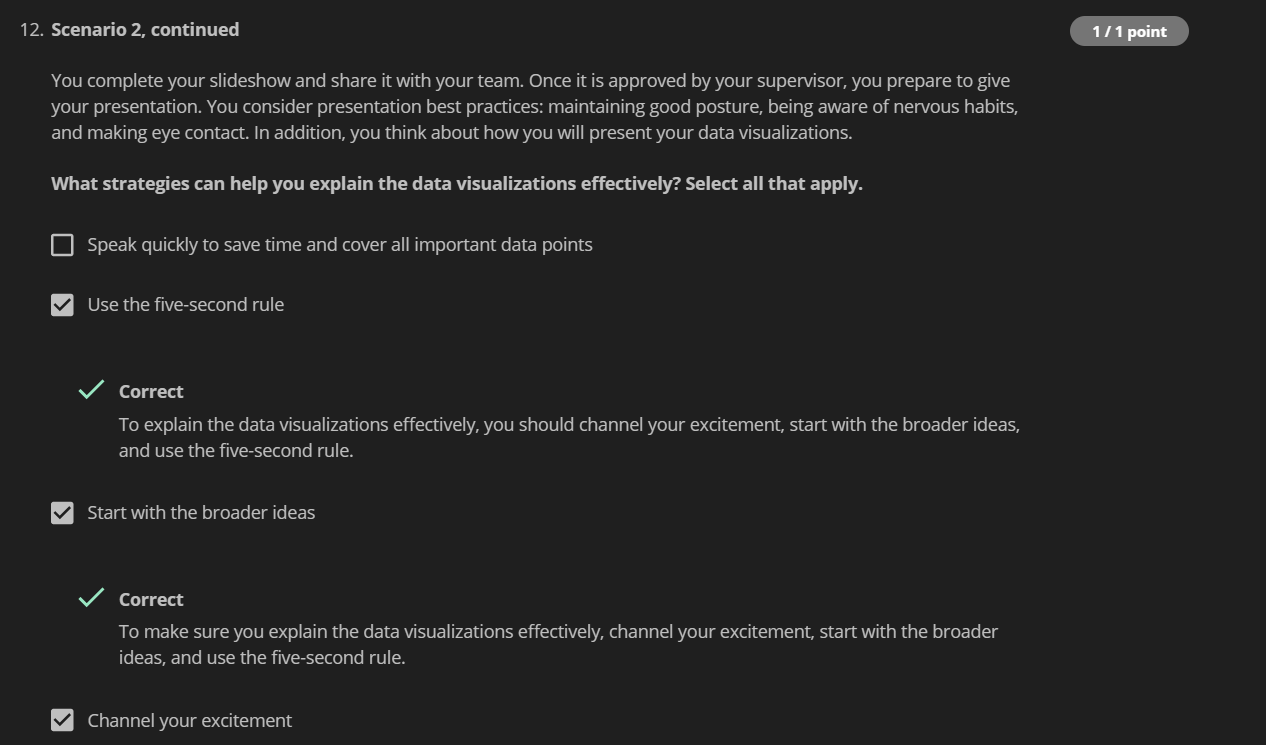 12. Scenario 2, continued
1 / 1 point
You complete your slideshow and share it with your team. Once it is approved by your supervisor, you prepare to give
your presentation. You consider presentation best practices: maintaining good posture, being aware of nervous habits,
and making eye contact. In addition, you think about how you will present your data visualizations.
What strategies can help you explain the data visualizations effectively? Select all that apply.
Speak quickly to save time and cover all important data points
Use the five-second rule
Correct
To explain the data visualizations effectively, you should channel your excitement, start with the broader ideas,
and use the five-second rule.
Start with the broader ideas
Correct
To make sure you explain the data visualizations effectively, channel your excitement, start with the broader
ideas, and use the five-second rule.
Channel your excitement